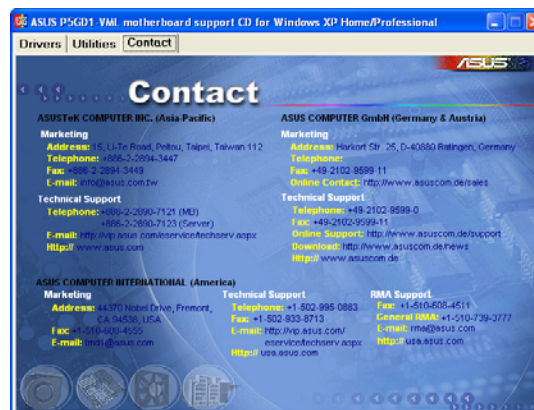 ASUS P5GD1-VML motherboard support CD for Windows XP Home/Professional
Drivers Utilities Contact
ASUS
Contact
ASUSTeK COMPUTER INC. (Asia-Pacific)
Marketing
Address: 15, Li-Te Road, Peitou, Taipei, Taiwan 112
Telephone: +886-2-2894-3447
Fax: +886-2-2894-3449
E-mail: info@asus.com.tw
Technical Support
Telephone: +886-2-2890-7121 (MB)
+886-2-2890-7123 (Server)
E-mail: http://vip.asus.com/eservice/techserv.aspx
Http:// www.asus.com
ASUS COMPUTER GmbH (Germany & Austria)
Marketing
Address: Harkort Str. 25, D-40880 Ratingen, Germany
Telephone:
Fax: +49-2102-9599-11
Online Contact: http://www.asuscom.de/sales
Technical Support
Telephone: +49-2102-9599-0
Fax: +49-2102-9599-11
Online Support: http://www.asuscom.de/support
Download: http://www.asuscom.de/news
Http:// www.asuscom.de
ASUS COMPUTER INTERNATIONAL (America)
Marketing
Address: 44370 Nobel Drive, Fremont,
CA 94538, USA
Fax: +1-510-608-4555
E-mail:
Technical Support
Telephone: +1-502-995-0883
Fax: +1-502-933-8713
E-mail: http://vip.asus.com/
eservice/techserv.aspx
Http:// usa.asus.com
RMA Support
Fax: +1-510-608-4511
General RMA: +1-510-739-3777
E-mail: rma@asus.com
http:// usa.asus.com